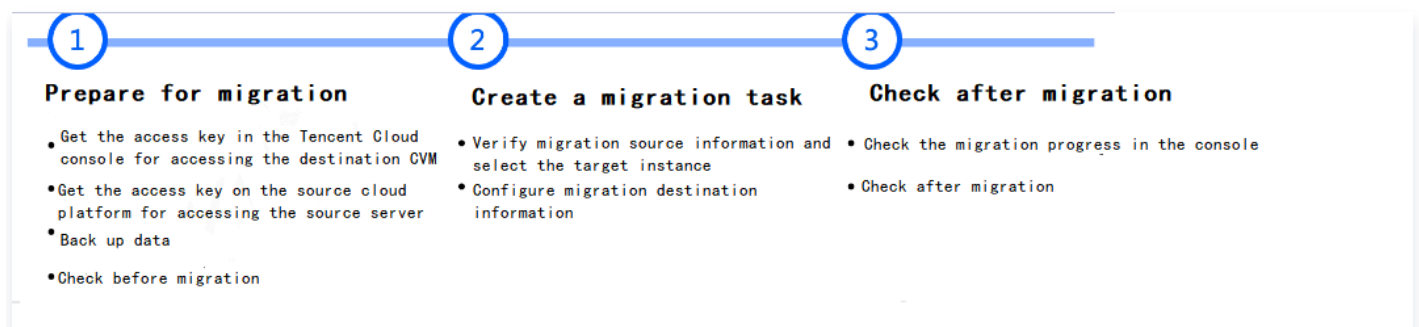 1
Prepare for migration
• Get the access key in the Tencent Cloud
console for accessing the destination CVM
• Get the access key on the source cloud
platform for accessing the source server
• Back up data
• Check before migration
2
Create a migration task
• Verify migration source information and
select the target instance
• Configure migration destination
information
3
Check after migration
• Check the migration progress in the console
• Check after migration